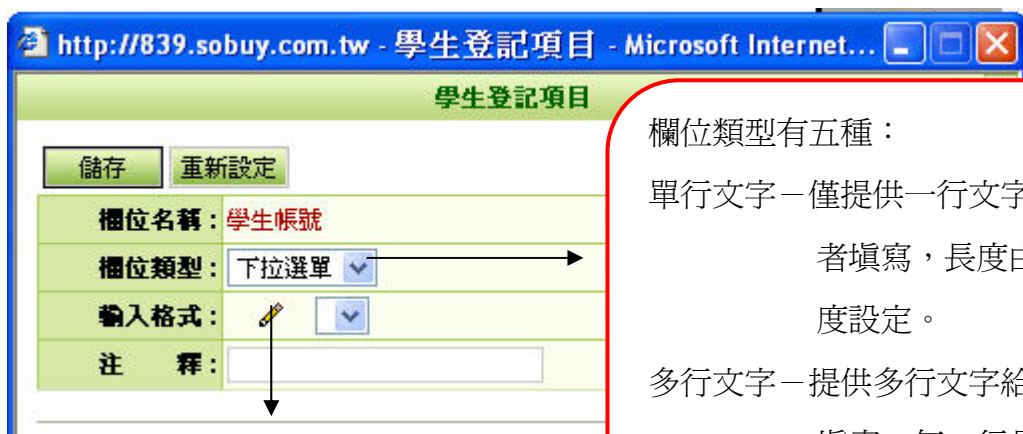 http://839.sobuy.com.tw - 學生登記項目 - Microsoft Internet...
學生登記項目
儲存 重新設定
欄位名稱：學生帳號
欄位類型：下拉選單
輸入格式：
注 釋：
欄位類型有五種：
單行文字－僅提供一行文字
者填寫，長度由
度設定。
多行文字－提供多行文字給